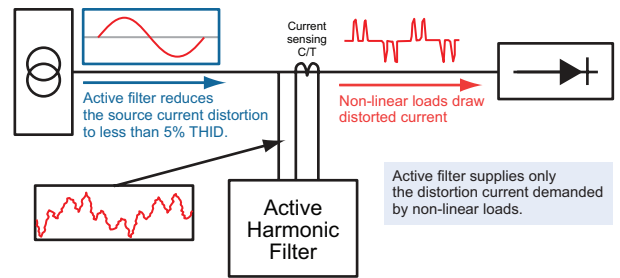 Current
sensing
C/T
Active filter reduces
the source current distortion
to less than 5% THID.
Non-linear loads draw
distorted current
Active filter supplies only
the distortion current demanded
by non-linear loads.
Active
Harmonic
Filter